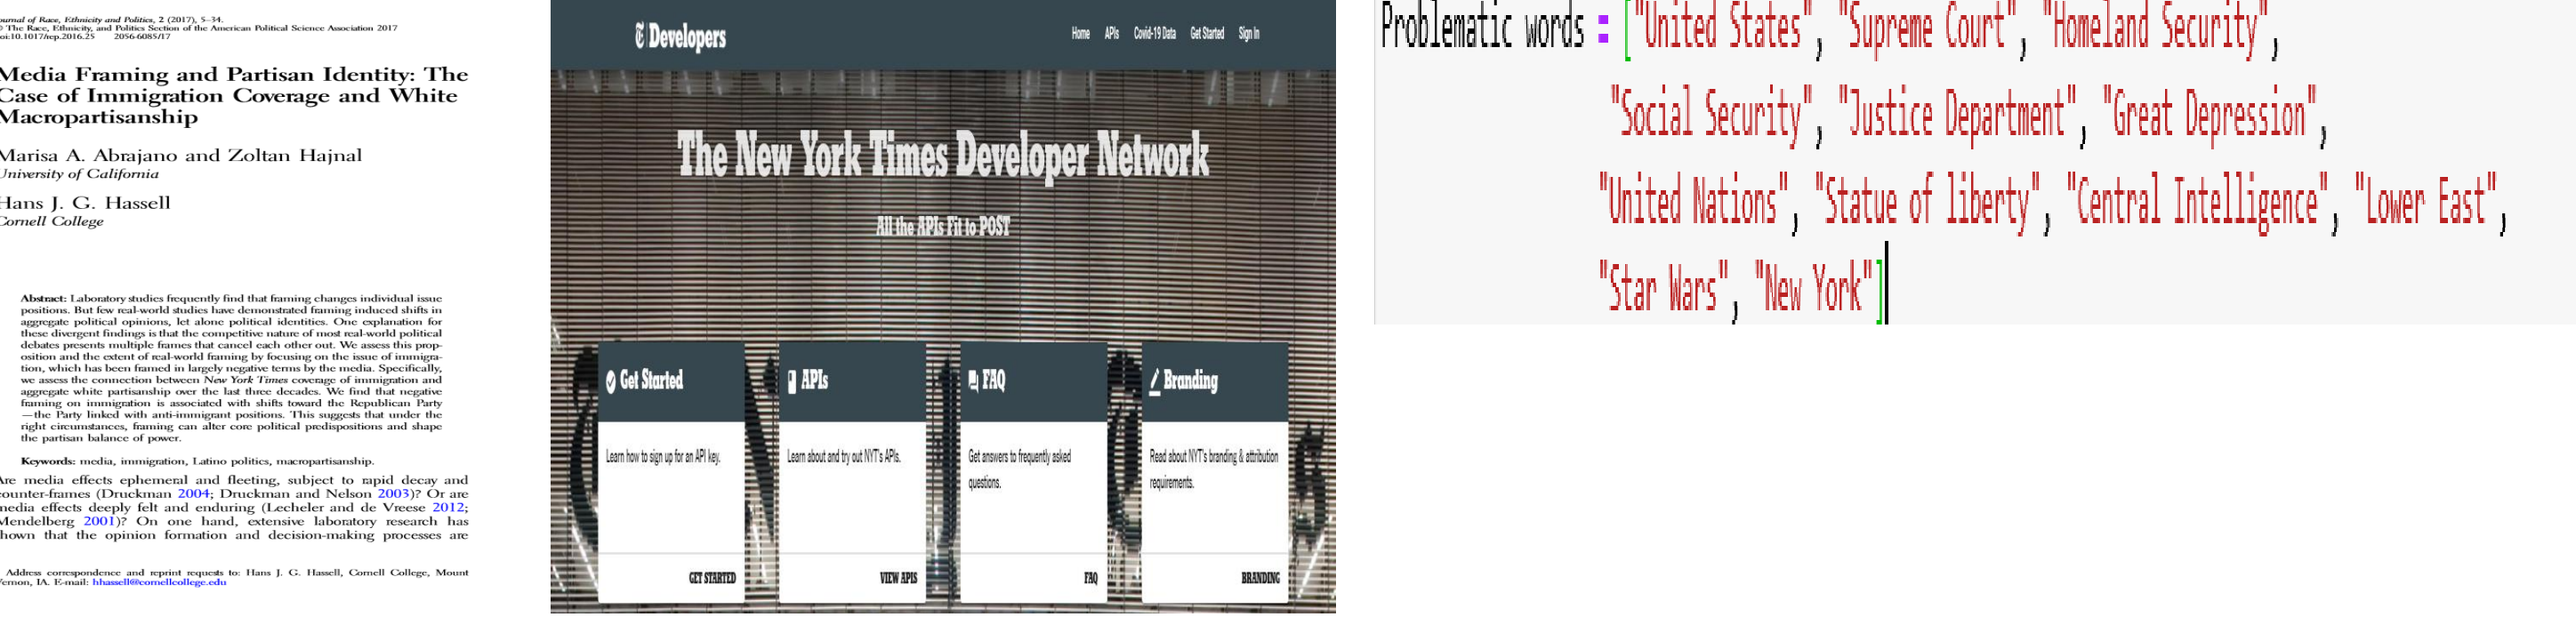 ournal of Race, Ethnicity and Politics, 2 (2017), 5–34.
The Race, Ethnicity, and Politics Section of the American Political Science Association 2017
oi:10.1017/rep.2016.25 2056-6085/17
Media Framing and Partisan Identity: The
Case of Immigration Coverage and White
Macropartisanship
Marisa A. Abrajano and Zoltan Hajnal
University of California
Hans J. G. Hassell
Cornell College
Abstract: Laboratory studies frequently find that framing changes individual issue
positions. But few real-world studies have demonstrated framing induced shifts in
aggregate political opinions, let alone political identities. One explanation for
these divergent findings is that the competitive nature of most real-world political
debates presents multiple frames that cancel each other out. We assess this prop-
osition and the extent of real-world framing by focusing on the issue of immigra-
tion, which has been framed in largely negative terms by the media. Specifically,
we assess the connection between New York Times coverage of immigration and
aggregate white partisanship over the last three decades. We find that negative
framing on immigration is associated with shifts toward the Republican Party
—the Party linked with anti-immigrant positions. This suggests that under the
right circumstances, framing can alter core political predispositions and shape
the partisan balance of power.
Keywords: media, immigration, Latino politics, macropartisanship.
Are media effects ephemeral and fleeting, subject to rapid decay and
counter-frames (Druckman 2004; Druckman and Nelson 2003)? Or are
media effects deeply felt and enduring (Lecheler and de Vreese 2012;
Mendelberg 2001)? On one hand, extensive laboratory research has
shown that the opinion formation and decision-making processes are
Address correspondence and reprint requests to: Hans J. G. Hassell, Cornell College, Mount
Vernon, IA. E-mail: hhassell@cornellcollege.edu
Developers
Home APIs Covid-19 Data Get Started Sign In
The New York Times Developer Network
All the APIs Fit to POST
Get Started
Learn how to sign up for an API key.
GET STARTED
APIs
Learn about and try out NYT's APIs.
VIEW APIS
FAQ
Get answers to frequently asked
questions.
FAQ
Branding
Read about NYT's branding & attribution
requirements.
BRANDING
Problematic words = ["United States", "Supreme Court", "Homeland Security",
"Social Security", "Justice Department", "Great Depression",
"United Nations", "Statue of liberty", "Central Intelligence", "Lower East",
"Star Wars", "New York"]